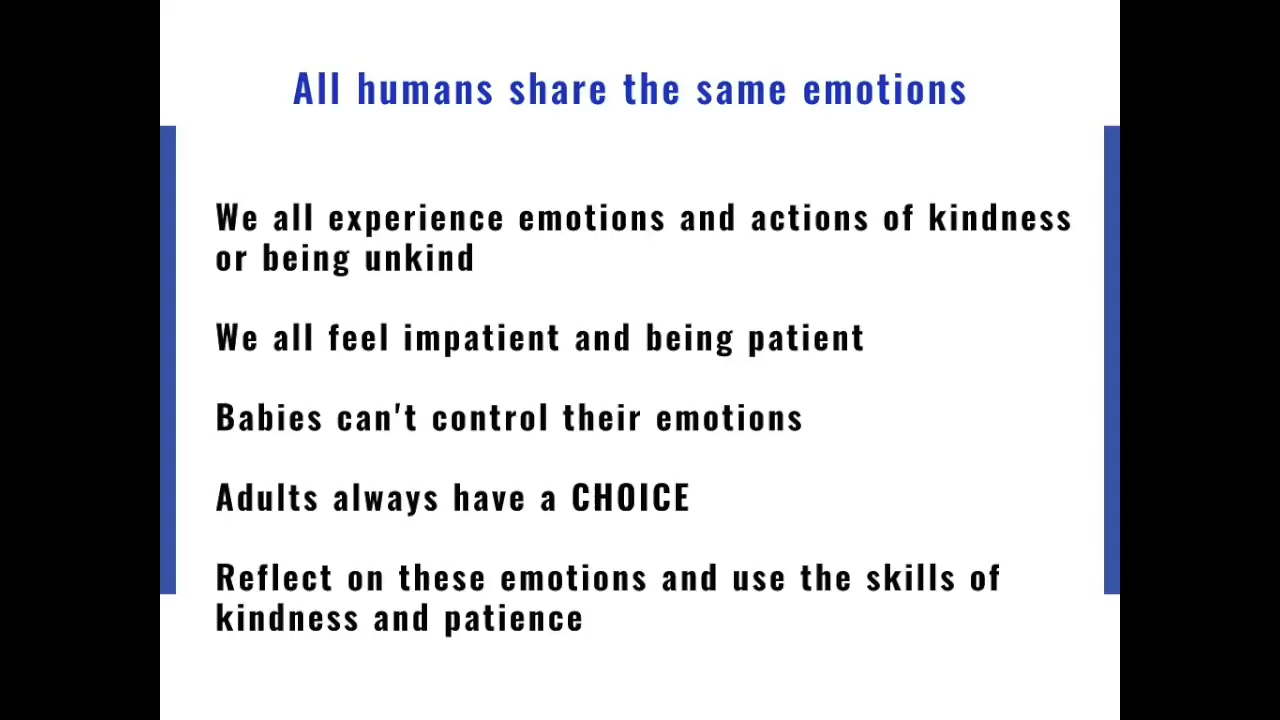 All humans share the same emotions
We all experience emotions and actions of kindness
or being unkind
We all feel impatient and being patient
Babies can't control their emotions
Adults always have a CHOICE
Reflect on these emotions and use the skills of
kindness and patience